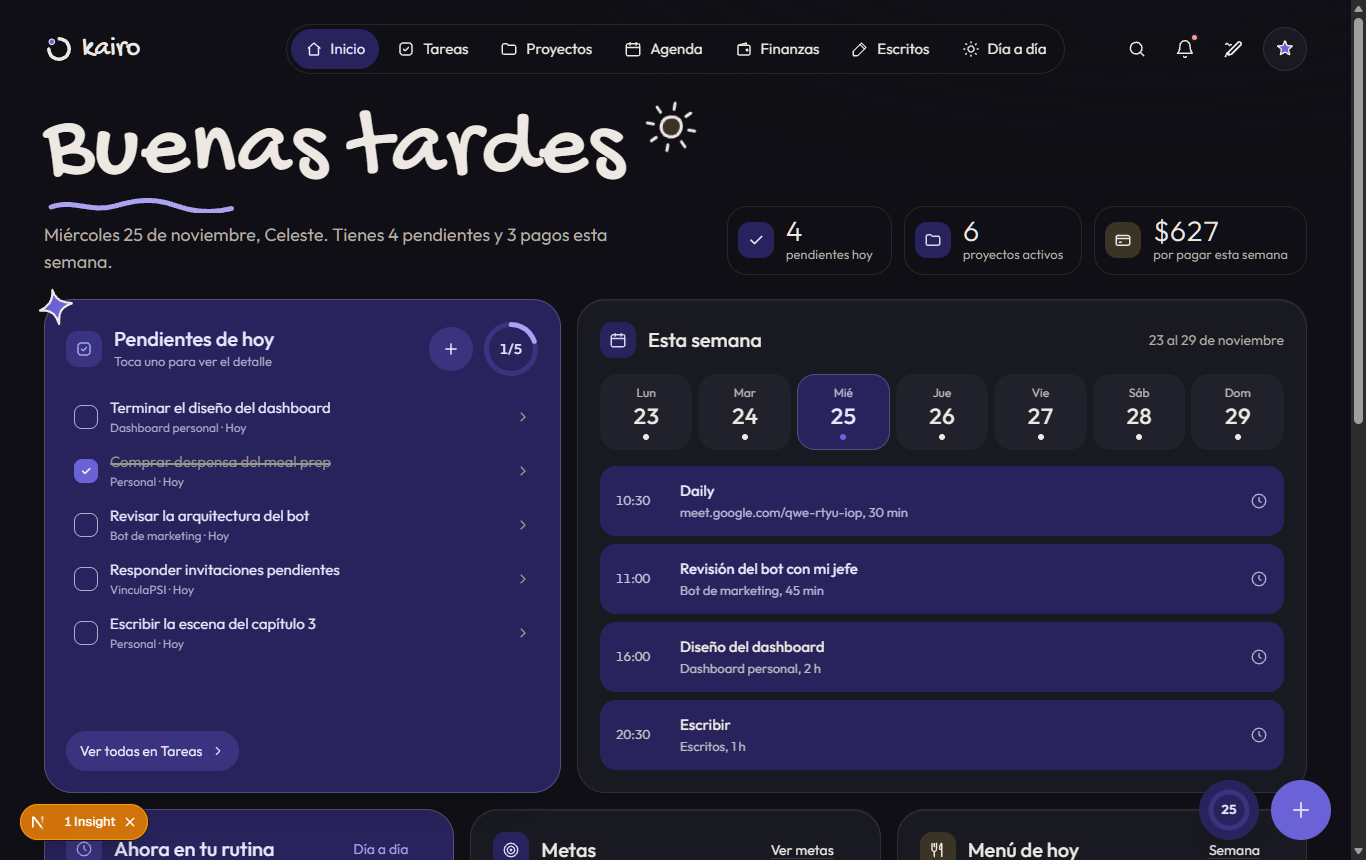 kairo
Inicio
Tareas
Proyectos
Agenda
Finanzas
Escritos
Día a día
Buenas tardes
Miércoles 25 de noviembre, Celeste. Tienes 4 pendientes y 3 pagos esta
semana.
4
pendientes hoy
6
proyectos activos
$627
por pagar esta semana
Pendientes de hoy
Toca uno para ver el detalle
1/5
Terminar el diseño del dashboard
Dashboard personal · Hoy
Comprar despensa del meal prep
Personal · Hoy
Revisar la arquitectura del bot
Bot de marketing · Hoy
Responder invitaciones pendientes
VinculaPSI · Hoy
Escribir la escena del capítulo 3
Personal · Hoy
Ver todas en Tareas
Esta semana
23 al 29 de noviembre
Lun
23
Mar
24
Mié
25
Jue
26
Vie
27
Sáb
28
Dom
29
10:30
Daily
meet.google.com/qwe-rtyu-iop, 30 min
11:00
Revisión del bot con mi jefe
Bot de marketing, 45 min
16:00
Diseño del dashboard
Dashboard personal, 2 h
20:30
Escribir
Escritos, 1 h
N 1 Insight
25
Ahora en tu rutina
Día a día
Metas
Ver metas
Menú de hoy
Semana